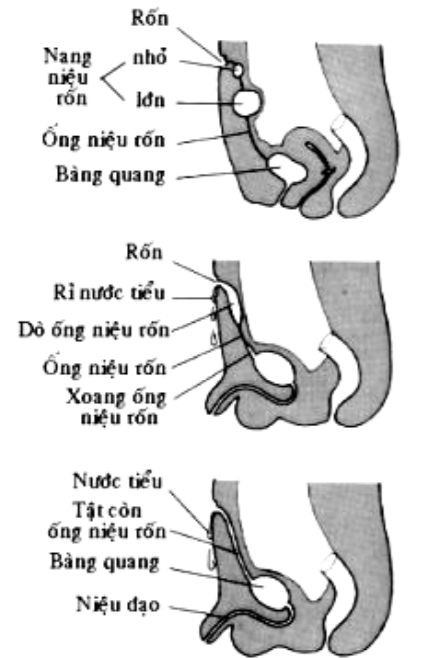 Rốn
Nang niệu rốn
nhỏ
lớn
Ống niệu rốn
Bàng quang
Rốn
Rỉ nước tiểu
Dò ống niệu rốn
Ống niệu rốn
Xoang ống
niệu rốn
Nước tiểu
Tật còn
ống niệu rốn
Bàng quang
Niệu đạo